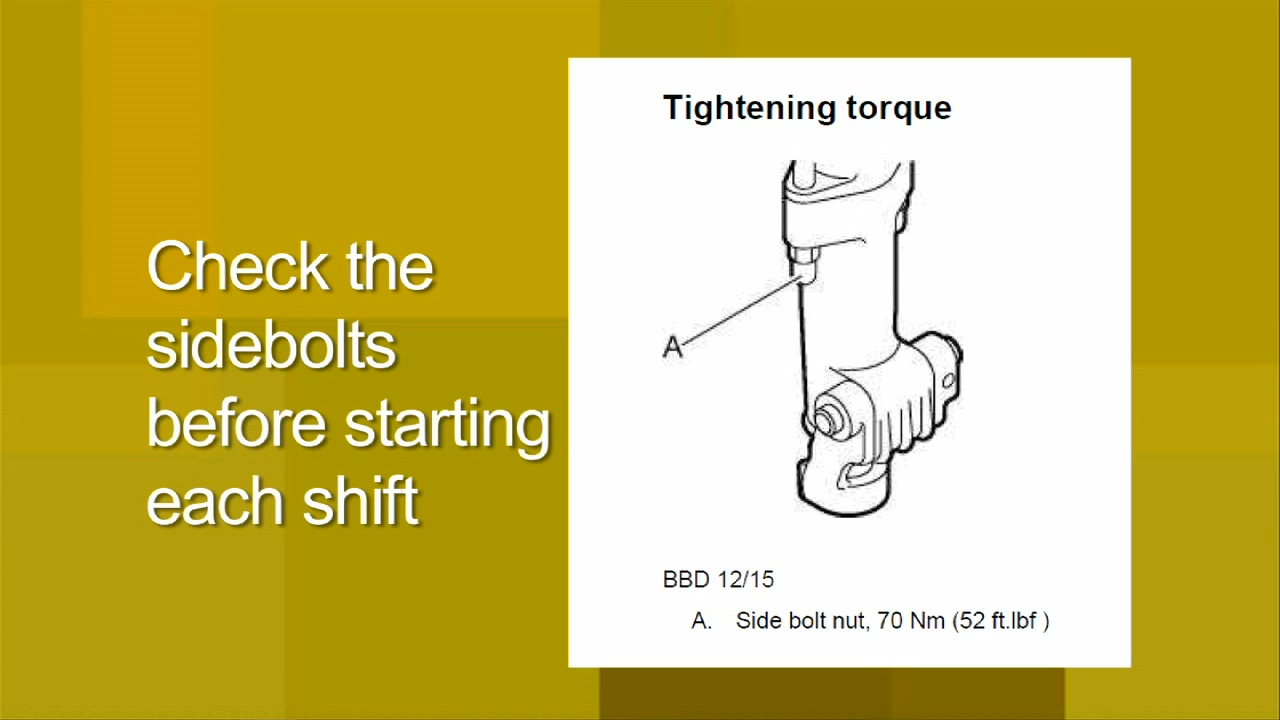 Check the
sidebolts
before starting
each shift
Tightening torque
A
BBD 12/15
A. Side bolt nut, 70 Nm (52 ft.lbf )